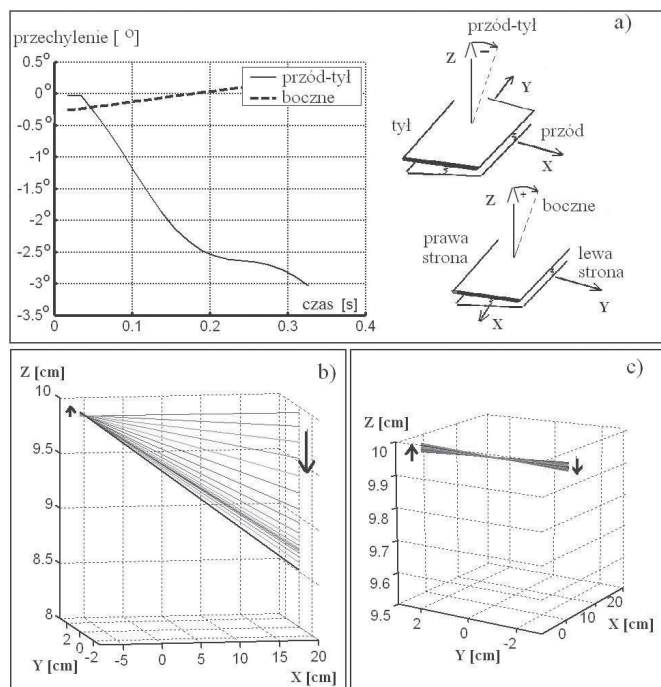 a)
przechylenie [ °]
0.5°
0°
-0.5°
-1°
-1.5°
-2°
-2.5°
-3°
-3.5°
0 0.1 0.2 0.3 0.4
czas [s]
przód-tył
boczne
przód-tył
Z
–
Y
tył
przód
X
Z
+
boczne
prawa
strona
lewa
strona
Y
X
b)
Z [cm]
10
9.5
9
8.5
8
2
0
-2
Y [cm]
-5 0 5 10 15 20
X [cm]
c)
Z [cm]
10
9.9
9.8
9.7
9.6
9.5
2 0 -2
Y [cm]
0 10 20
X [cm]